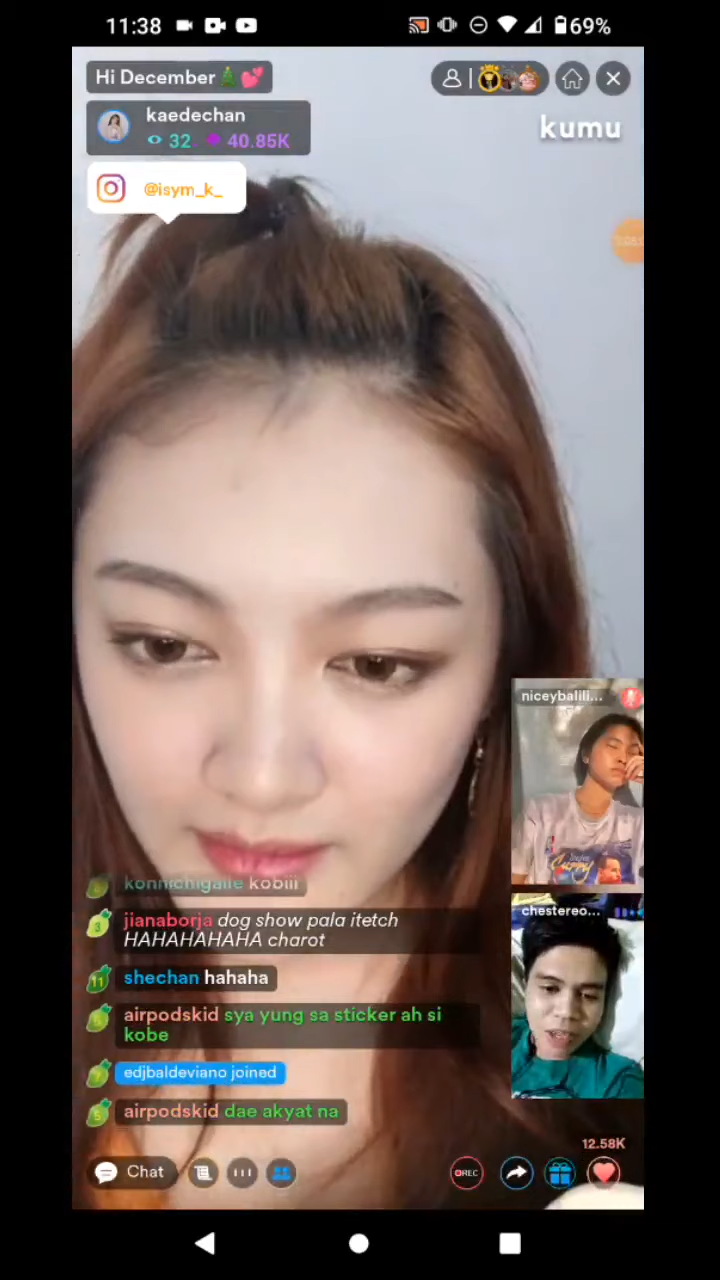 11:38
69%
Hi December🎄💕
kaedechan
32
40.85K
kumu
@isym_k_
niceybalili...
Curry
konnichigaile kobiii
chestereo...
jianaborja dog show pala itetch
HAHAHAHAHA charot
shechan hahaha
airpodskid sya yung sa sticker ah si
kobe
edjbaldeviano joined
airpodskid dae akyat na
12.58K
Chat
REC